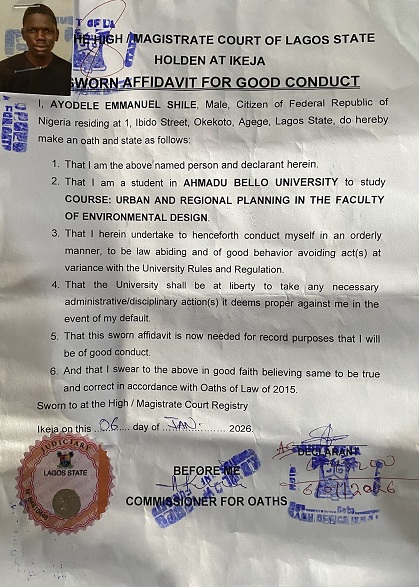 THE HIGH / MAGISTRATE COURT OF LAGOS STATE
HOLDEN AT IKEJA
SWORN AFFIDAVIT FOR GOOD CONDUCT
I, AYODELE EMMANUEL SHILE, Male, Citizen of Federal Republic of
Nigeria residing at 1, Ibido Street, Okekoto, Agege, Lagos State, do hereby
make an oath and state as follows:
1. That I am the above named person and declarant herein.
2. That I am a student in AHMADU BELLO UNIVERSITY to study
COURSE: URBAN AND REGIONAL PLANNING IN THE FACULTY
OF ENVIRONMENTAL DESIGN.
3. That I herein undertake to henceforth conduct myself in an orderly
manner, to be law abiding and of good behavior avoiding act(s) at
variance with the University Rules and Regulation.
4. That the University shall be at liberty to take any necessary
administrative/disciplinary action(s) it deems proper against me in the
event of my default.
5. That this sworn affidavit is now needed for record purposes that I will
be of good conduct.
6. And that I swear to the above in good faith believing same to be true
and correct in accordance with Oaths of Law of 2015.
Sworn to at the High / Magistrate Court Registry
Ikeja on this ..06.... day of ..JAN............. 2026.
DECLARANT
JUDICIARY
LAGOS STATE
BEFORE ME
COMMISSIONER FOR OATHS